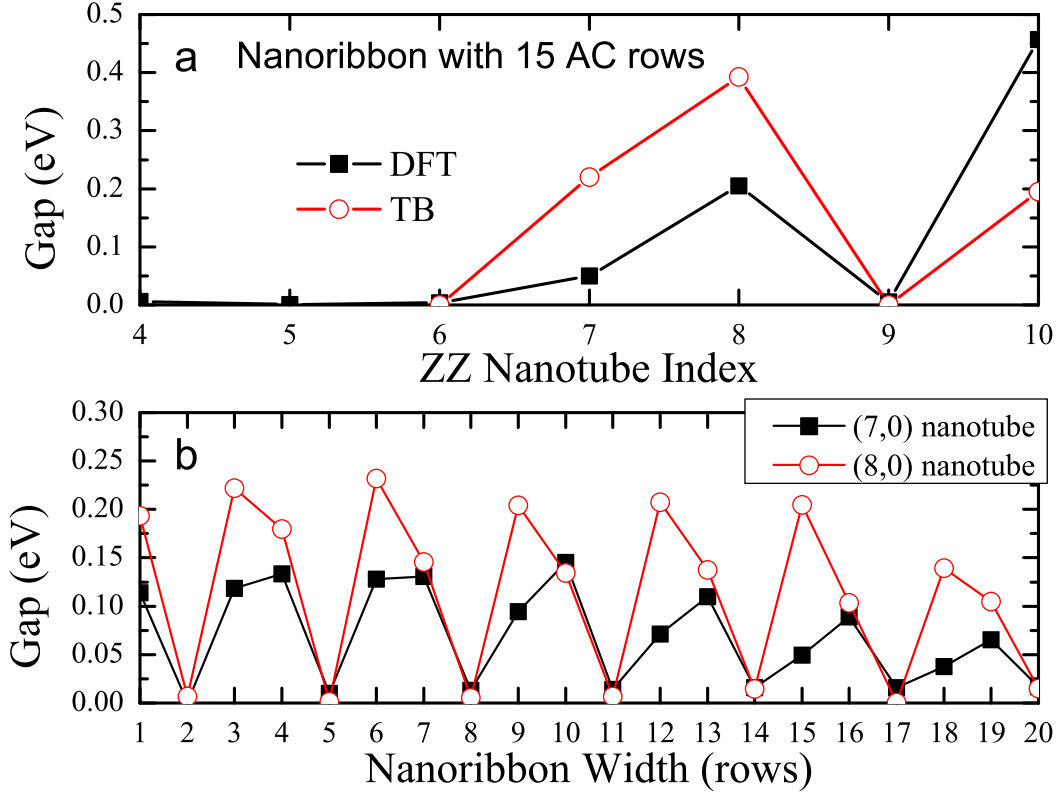 a Nanoribbon with 15 AC rows
0.5
0.4
0.3
0.2
0.1
0.0
Gap (eV)
DFT
TB
4 5 6 7 8 9 10
ZZ Nanotube Index
b
0.30
0.25
0.20
0.15
0.10
0.05
0.00
Gap (eV)
(7,0) nanotube
(8,0) nanotube
1 2 3 4 5 6 7 8 9 10 11 12 13 14 15 16 17 18 19 20
Nanoribbon Width (rows)